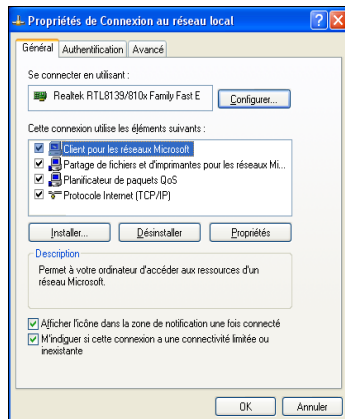 Propriétés de Connexion au réseau local
Général Authentification Avancé
Se connecter en utilisant :
Realtek RTL8139/810x Family Fast E
Configurer...
Cette connexion utilise les éléments suivants :
Client pour les réseaux Microsoft
Partage de fichiers et d'imprimantes pour les réseaux Mi...
Planificateur de paquets QoS
Protocole Internet (TCP/IP)
Installer... Désinstaller Propriétés
Description
Permet à votre ordinateur d'accéder aux ressources d'un
réseau Microsoft.
Afficher l'icône dans la zone de notification une fois connecté
M'indiquer si cette connexion a une connectivité limitée ou
inexistante
OK Annuler